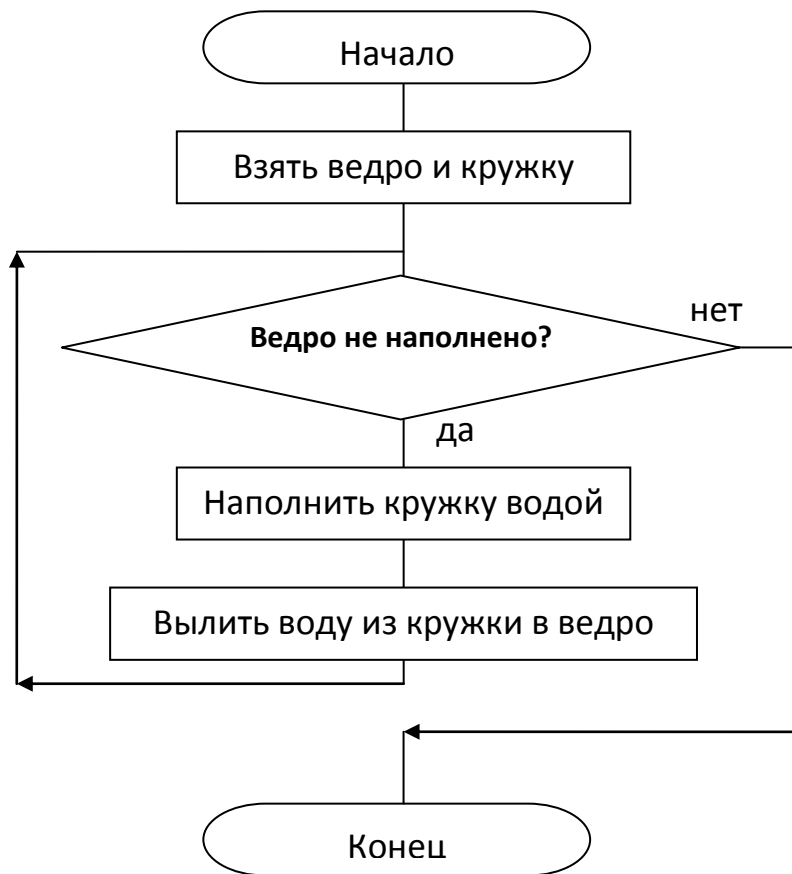 Начало
Взять ведро и кружку
Ведро не наполнено?
нет
да
Наполнить кружку водой
Вылить воду из кружки в ведро
Конец